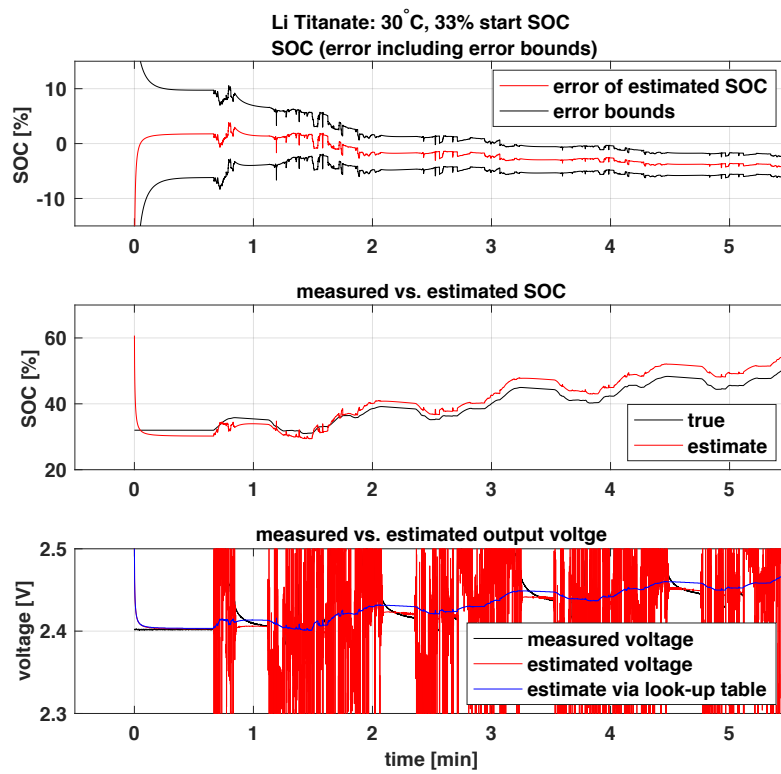 Li Titanate: 30°C, 33% start SOC
SOC (error including error bounds)
SOC [%]
10
0
-10
error of estimated SOC
error bounds
0 1 2 3 4 5
measured vs. estimated SOC
SOC [%]
60
40
20
true
estimate
0 1 2 3 4 5
measured vs. estimated output voltge
voltage [V]
2.5
2.4
2.3
measured voltage
estimated voltage
estimate via look-up table
0 1 2 3 4 5
time [min]